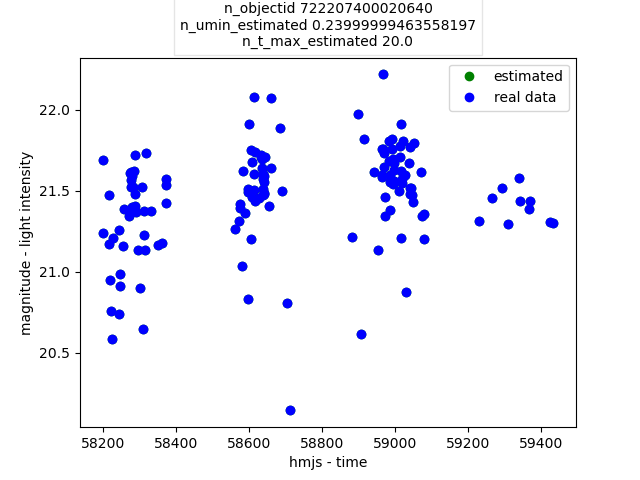 n_objectid 722207400020640
n_umin_estimated 0.23999999463558197
n_t_max_estimated 20.0
estimated
real data
22.0
21.5
21.0
20.5
magnitude - light intensity
58200 58400 58600 58800 59000 59200 59400
hmjs - time